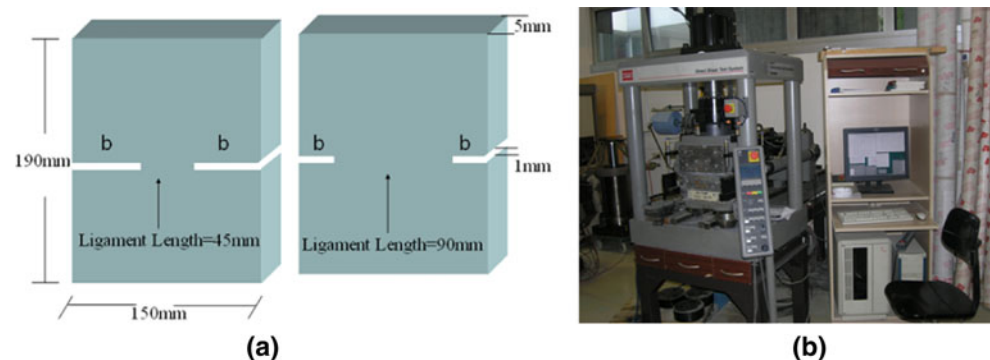 5mm
b b b b
190mm
1mm
Ligament Length=45mm
Ligament Length=90mm
150mm
(a)
(b)